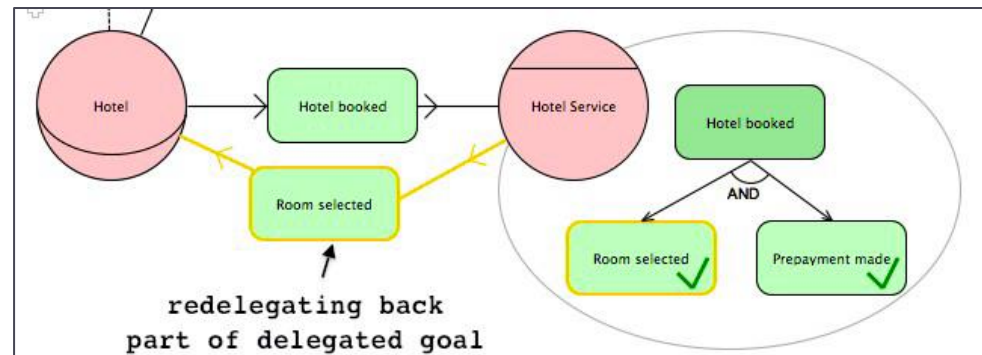 Hotel
Hotel booked
Hotel Service
Hotel booked
Room selected
AND
Room selected
Prepayment made
redelegating back
part of delegated goal